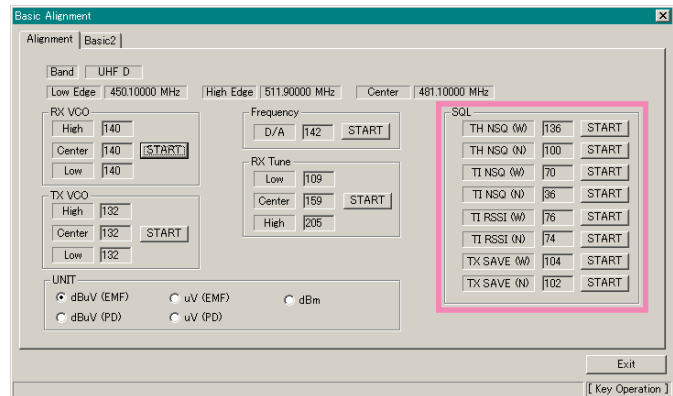 Basic Alignment
Alignment Basic2
Band UHF D
Low Edge 450.10000 MHz High Edge 511.90000 MHz Center 481.10000 MHz
RX VCO
High 140
Center 140 START
Low 140
TX VCO
High 132
Center 132 START
Low 132
Frequency
D/A 142 START
RX Tune
Low 109
Center 159 START
High 205
SQL
TH NSQ (W) 136 START
TH NSQ (N) 100 START
TI NSQ (W) 70 START
TI NSQ (N) 36 START
TI RSSI (W) 76 START
TI RSSI (N) 74 START
TX SAVE (W) 104 START
TX SAVE (N) 102 START
UNIT
dBuV (EMF) uV (EMF) dBm
dBuV (PD) uV (PD)
Exit
[ Key Operation ]